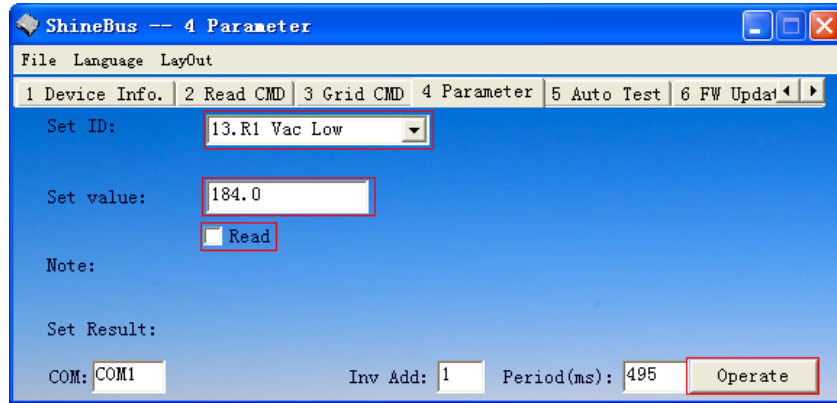 ShineBus -- 4 Parameter
File Language LayOut
1 Device Info. 2 Read CMD 3 Grid CMD 4 Parameter 5 Auto Test 6 FW Updat
Set ID: 13.R1 Vac Low
Set value: 184.0
Read
Note:
Set Result:
COM: COM1 Inv Add: 1 Period(ms): 495 Operate